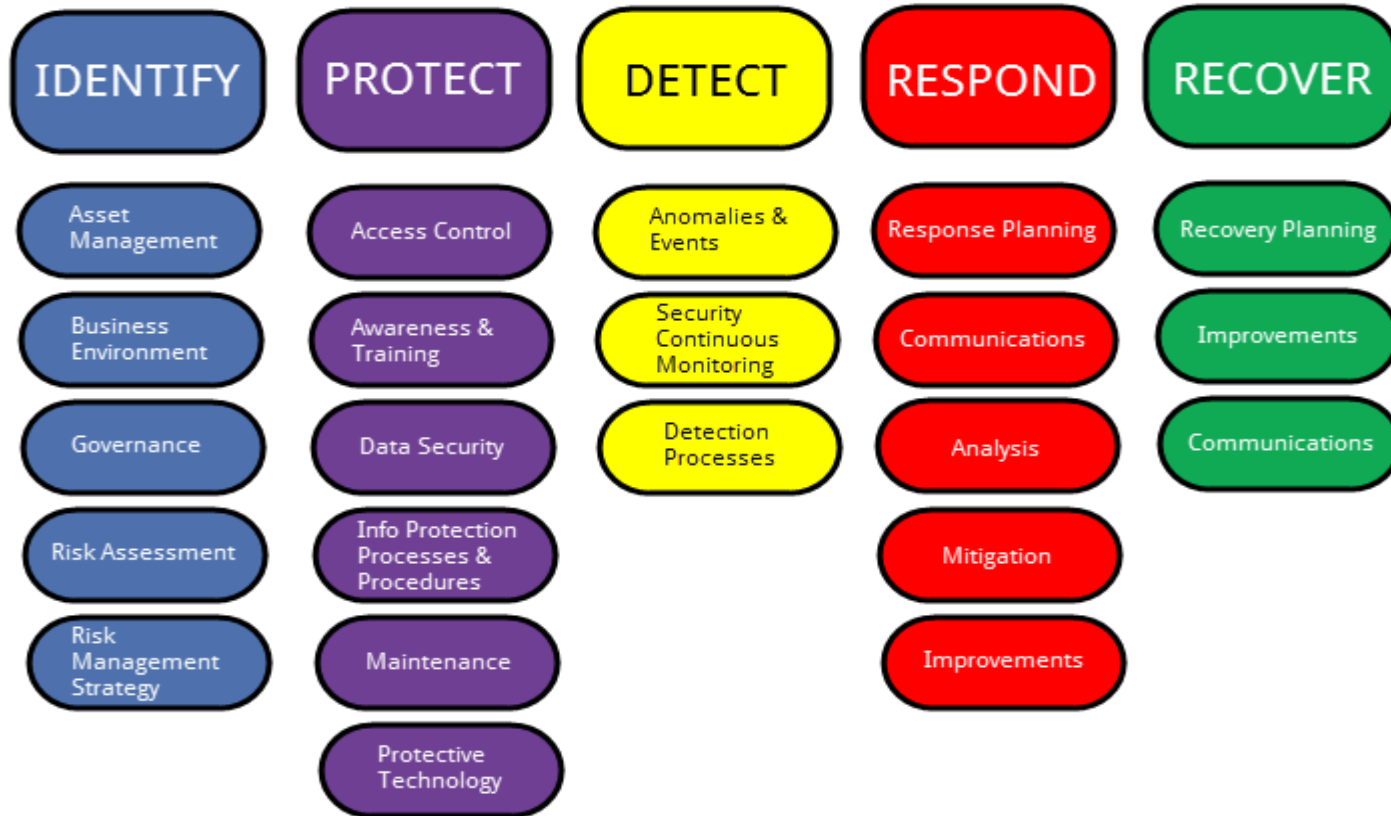 IDENTIFY
PROTECT
DETECT
RESPOND
RECOVER
Asset
Management
Business
Environment
Governance
Risk Assessment
Risk
Management
Strategy
Access Control
Awareness &
Training
Data Security
Info Protection
Processes &
Procedures
Maintenance
Protective
Technology
Anomalies &
Events
Security
Continuous
Monitoring
Detection
Processes
Response Planning
Communications
Analysis
Mitigation
Improvements
Recovery Planning
Improvements
Communications